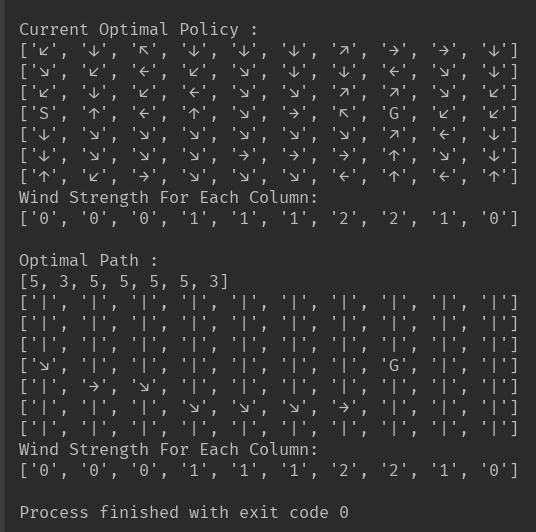 Current Optimal Policy :
['↙', '↓', '↖', '↓', '↓', '↓', '↗', '→', '→', '↓']
['↘', '↙', '←', '↙', '↘', '↓', '↓', '←', '↘', '↓']
['↙', '↓', '↙', '←', '↘', '↘', '↗', '↗', '↘', '↙']
['S', '↑', '←', '↑', '↘', '→', '↖', 'G', '↙', '↙']
['↓', '↘', '↘', '↘', '↘', '↘', '↘', '↗', '←', '↓']
['↓', '↘', '↘', '↘', '→', '→', '→', '↑', '↘', '↓']
['↑', '↙', '→', '↘', '↘', '↘', '←', '↑', '←', '↑']
Wind Strength For Each Column:
['0', '0', '0', '1', '1', '1', '2', '2', '1', '0']
Optimal Path :
[5, 3, 5, 5, 5, 5, 3]
['|', '|', '|', '|', '|', '|', '|', '|', '|', '|']
['|', '|', '|', '|', '|', '|', '|', '|', '|', '|']
['|', '|', '|', '|', '|', '|', '|', '|', '|', '|']
['↘', '|', '|', '|', '|', '|', '|', 'G', '|', '|']
['|', '→', '↘', '|', '|', '|', '|', '|', '|', '|']
['|', '|', '|', '↘', '↘', '↘', '→', '|', '|', '|']
['|', '|', '|', '|', '|', '|', '|', '|', '|', '|']
Wind Strength For Each Column:
['0', '0', '0', '1', '1', '1', '2', '2', '1', '0']
Process finished with exit code 0